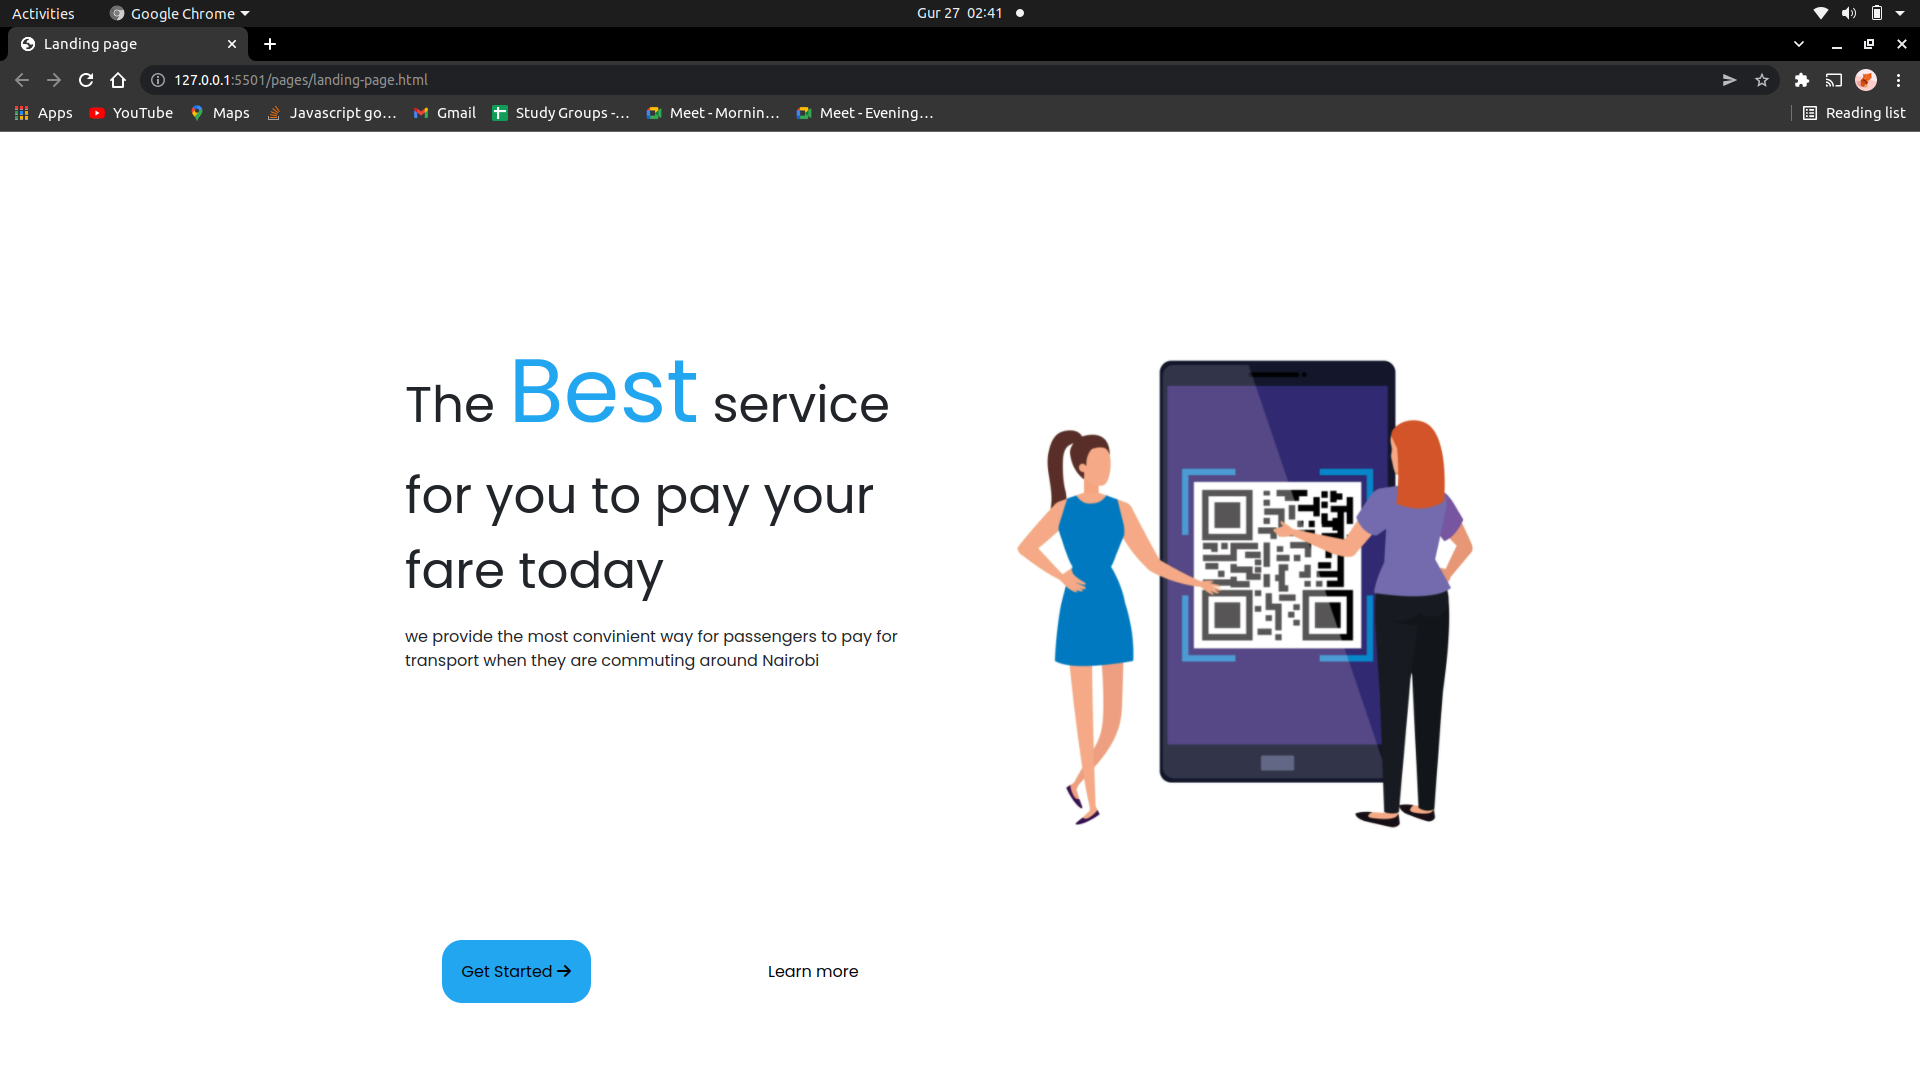 Activities Google Chrome Gur 27 02:41
Landing page
127.0.0.1:5501/pages/landing-page.html
Apps YouTube Maps Javascript go... Gmail Study Groups -... Meet - Mornin... Meet - Evening... Reading list
The Best service
for you to pay your
fare today
we provide the most convinient way for passengers to pay for
transport when they are commuting around Nairobi
Get Started Learn more